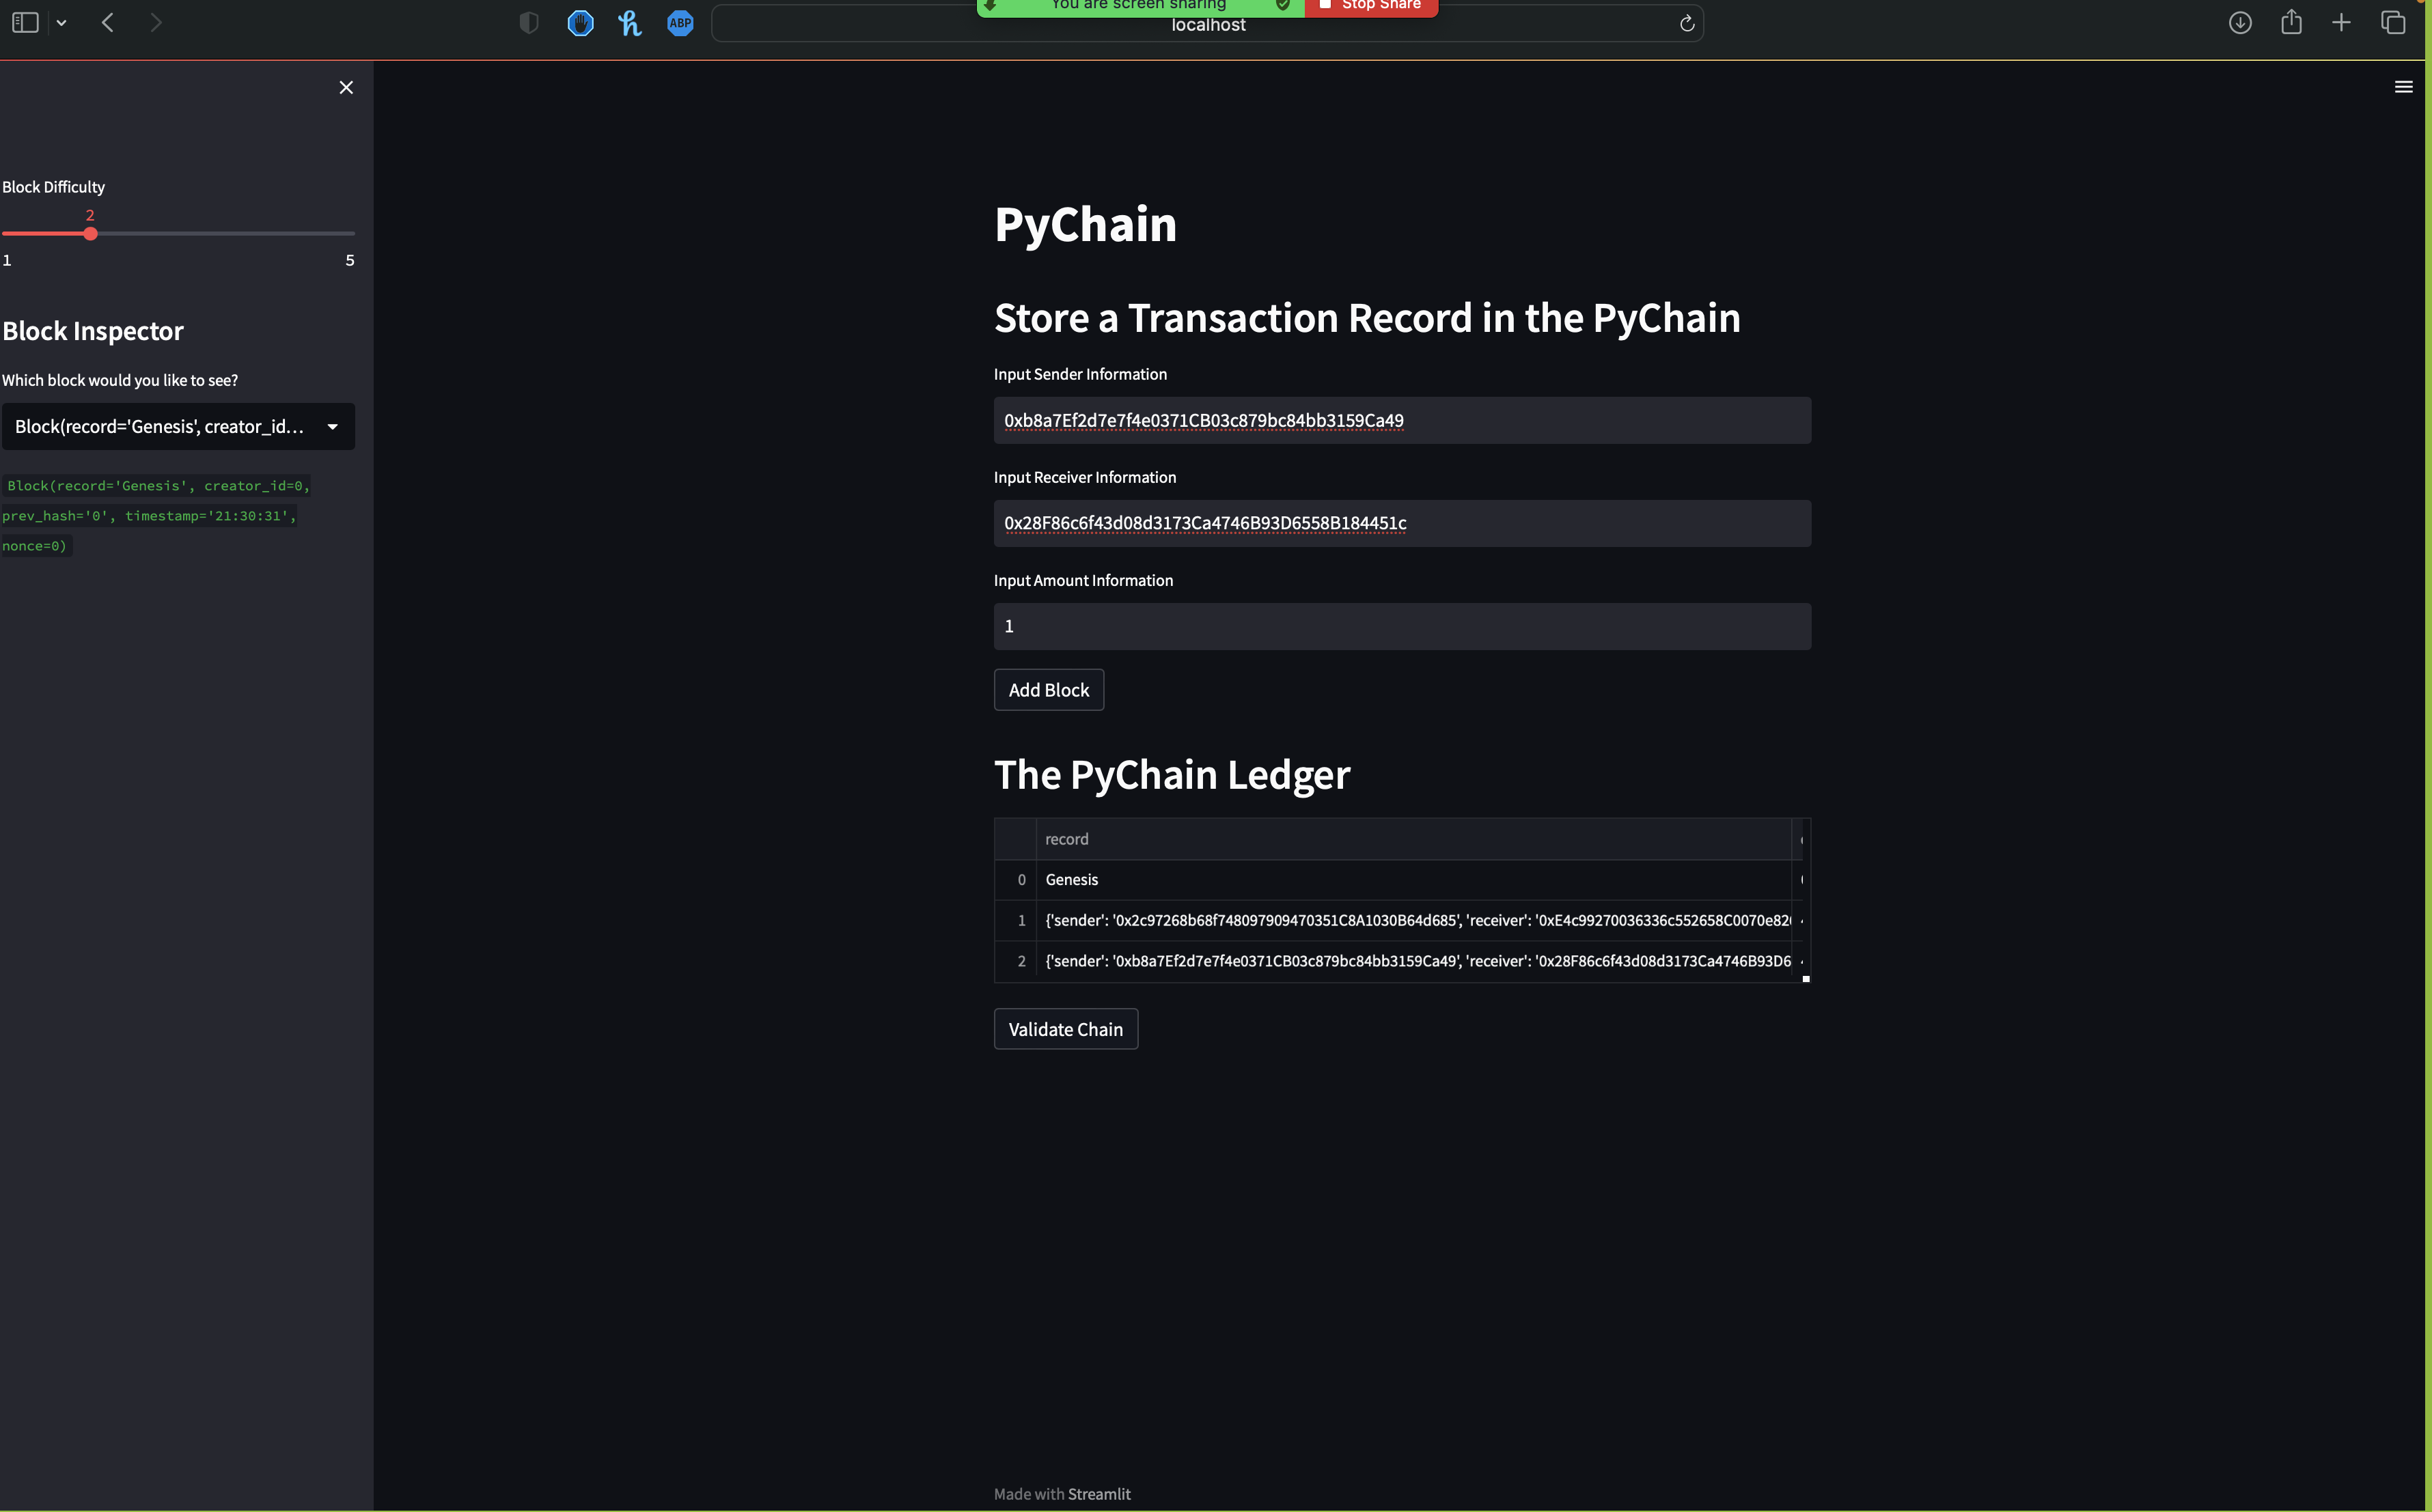 You are screen sharing
Stop Share
ABP
localhost
Block Difficulty
2
1
5
Block Inspector
Which block would you like to see?
Block(record='Genesis', creator_id...
Block(record='Genesis', creator_id=0,
prev_hash='0', timestamp='21:30:31',
nonce=0)
PyChain
Store a Transaction Record in the PyChain
Input Sender Information
0xb8a7Ef2d7e7f4e0371CB03c879bc84bb3159Ca49
Input Receiver Information
0x28F86c6f43d08d3173Ca4746B93D6558B184451c
Input Amount Information
1
Add Block
The PyChain Ledger
record
0 Genesis
1 {'sender': '0x2c97268b68f748097909470351C8A1030B64d685', 'receiver': '0xE4c99270036336c552658C0070e82
2 {'sender': '0xb8a7Ef2d7e7f4e0371CB03c879bc84bb3159Ca49', 'receiver': '0x28F86c6f43d08d3173Ca4746B93D6
Validate Chain
Made with Streamlit